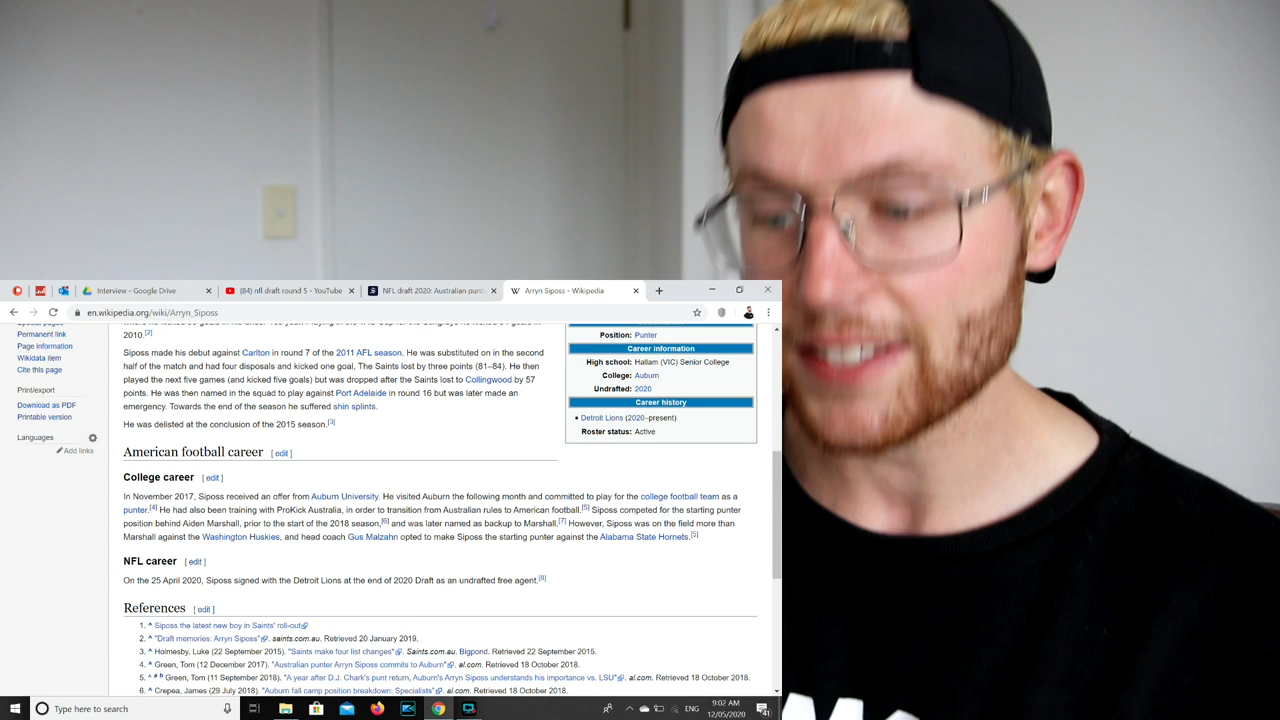 Interview - Google Drive
(84) nfl draft round 5 - YouTube
NFL draft 2020: Australian punt
Arryn Siposs - Wikipedia
en.wikipedia.org/wiki/Arryn_Siposs
Permanent link
Page information
Wikidata item
Cite this page
Print/export
Download as PDF
Printable version
Languages
Add links
2010.[2]
Siposs made his debut against Carlton in round 7 of the 2011 AFL season. He was substituted on in the second
half of the match and had four disposals and kicked one goal, The Saints lost by three points (81–84). He then
played the next five games (and kicked five goals) but was dropped after the Saints lost to Collingwood by 57
points. He was then named in the squad to play against Port Adelaide in round 16 but was later made an
emergency. Towards the end of the season he suffered shin splints.
He was delisted at the conclusion of the 2015 season.[3]
Position: Punter
Career information
High school: Hallam (VIC) Senior College
College: Auburn
Undrafted: 2020
Career history
• Detroit Lions (2020–present)
Roster status: Active
American football career [ edit ]
College career [ edit ]
In November 2017, Siposs received an offer from Auburn University. He visited Auburn the following month and committed to play for the college football team as a
punter.[4] He had also been training with ProKick Australia, in order to transition from Australian rules to American football.[5] Siposs competed for the starting punter
position behind Aiden Marshall, prior to the start of the 2018 season,[6] and was later named as backup to Marshall.[7] However, Siposs was on the field more than
Marshall against the Washington Huskies, and head coach Gus Malzahn opted to make Siposs the starting punter against the Alabama State Hornets.[5]
NFL career [ edit ]
On the 25 April 2020, Siposs signed with the Detroit Lions at the end of 2020 Draft as an undrafted free agent.[8]
References [ edit ]
1. ^ Siposs the latest new boy in Saints' roll-out
2. ^ "Draft memories: Arryn Siposs". saints.com.au. Retrieved 20 January 2019.
3. ^ Holmesby, Luke (22 September 2015). "Saints make four list changes". Saints.com.au. Bigpond. Retrieved 22 September 2015.
4. ^ Green, Tom (12 December 2017). "Australian punter Arryn Siposs commits to Auburn". al.com. Retrieved 18 October 2018.
5. ^ a b Green, Tom (11 September 2018). "A year after D.J. Chark's punt return, Auburn's Arryn Siposs understands his importance vs. LSU". al.com. Retrieved 18 October 2018.
6. ^ Crepea, James (29 July 2018). "Auburn fall camp position breakdown: Specialists". al.com. Retrieved 18 October 2018.
Type here to search
ENG
9:02 AM
12/05/2020
41